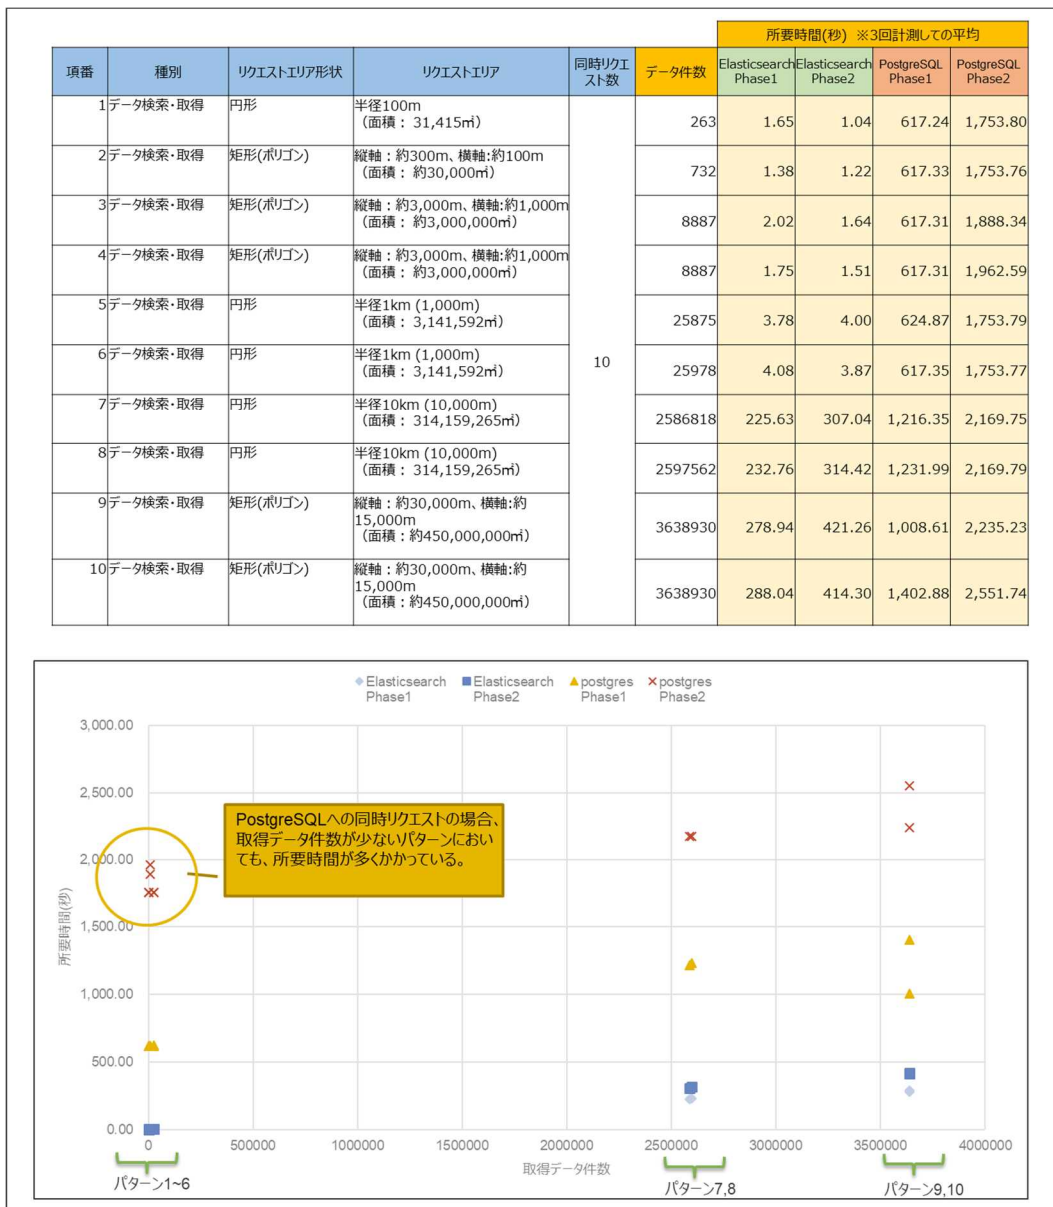 所要時間(秒) ※3回計測しての平均
項番 種別 リクエストエリア形状 リクエストエリア 同時リクエスト数 データ件数 Elasticsearch Phase1 Elasticsearch Phase2 PostgreSQL Phase1 PostgreSQL Phase2
1 データ検索・取得 円形 半径100m
(面積： 31,415㎡) 263 1.65 1.04 617.24 1,753.80
2 データ検索・取得 矩形(ポリゴン) 縦軸：約300m、横軸:約100m
(面積： 約30,000㎡) 732 1.38 1.22 617.33 1,753.76
3 データ検索・取得 矩形(ポリゴン) 縦軸：約3,000m、横軸:約1,000m
(面積：約3,000,000㎡) 8887 2.02 1.64 617.31 1,888.34
4 データ検索・取得 矩形(ポリゴン) 縦軸：約3,000m、横軸:約1,000m
(面積：約3,000,000㎡) 8887 1.75 1.51 617.31 1,962.59
5 データ検索・取得 円形 半径1km (1,000m)
(面積： 3,141,592㎡) 25875 3.78 4.00 624.87 1,753.79
10
6 データ検索・取得 円形 半径1km (1,000m)
(面積： 3,141,592㎡) 25978 4.08 3.87 617.35 1,753.77
7 データ検索・取得 円形 半径10km (10,000m)
(面積： 314,159,265㎡) 2586818 225.63 307.04 1,216.35 2,169.75
8 データ検索・取得 円形 半径10km (10,000m)
(面積： 314,159,265㎡) 2597562 232.76 314.42 1,231.99 2,169.79
9 データ検索・取得 矩形(ポリゴン) 縦軸：約30,000m、横軸:約
15,000m
(面積：約450,000,000㎡) 3638930 278.94 421.26 1,008.61 2,235.23
10 データ検索・取得 矩形(ポリゴン) 縦軸：約30,000m、横軸:約
15,000m
(面積：約450,000,000㎡) 3638930 288.04 414.30 1,402.88 2,551.74
Elasticsearch Phase1 Elasticsearch Phase2 postgres Phase1 postgres Phase2
3,000.00
2,500.00
2,000.00
1,500.00
1,000.00
500.00
0.00
所要時間(秒)
PostgreSQLへの同時リクエストの場合、
取得データ件数が少ないパターンにおい
ても、所要時間が多くかかっている。
0 500000 1000000 1500000 2000000 2500000 3000000 3500000 4000000
取得データ件数
パターン1~6 パターン7,8 パターン9,10